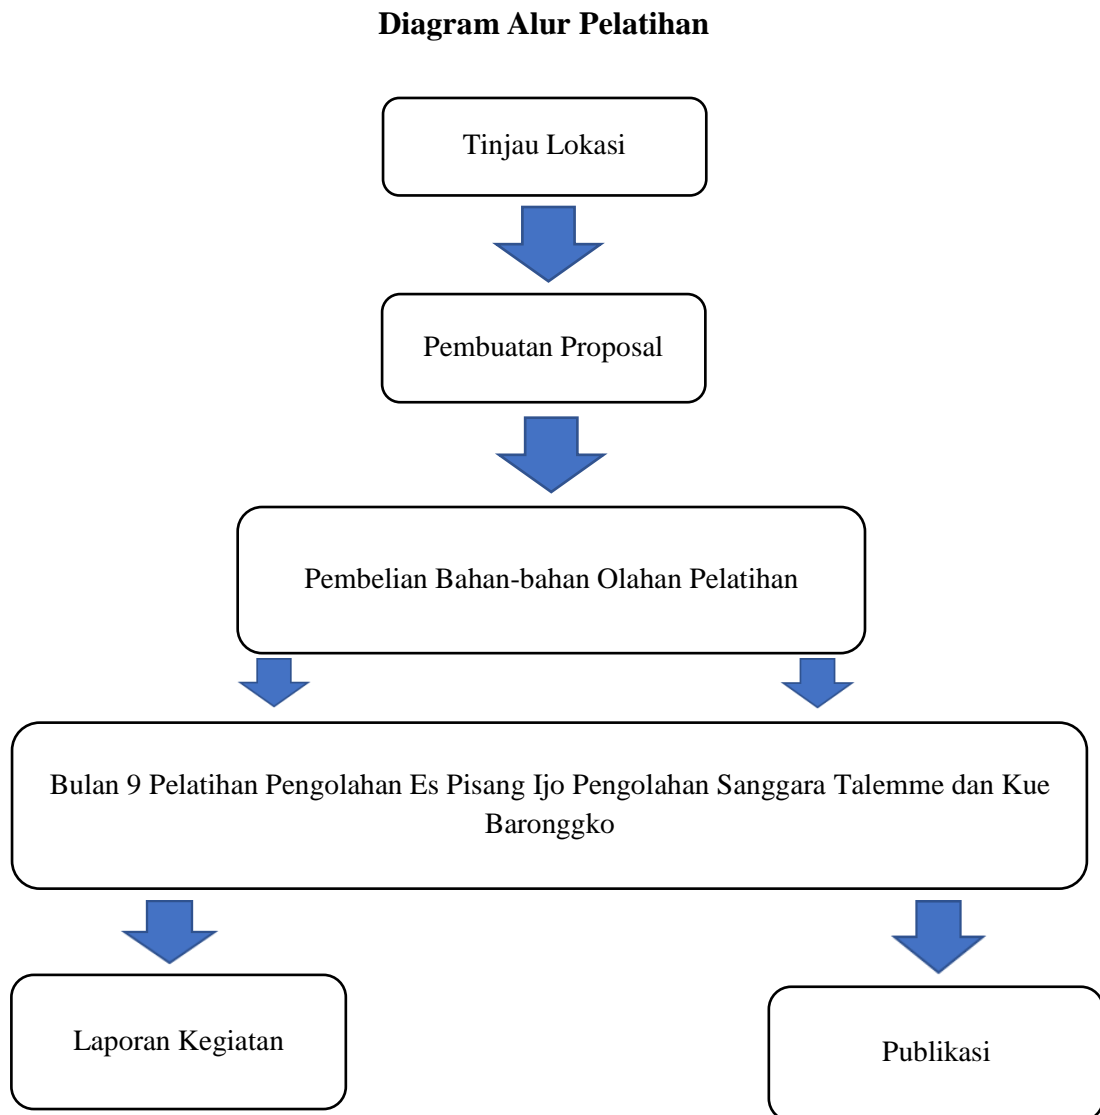 Diagram Alur Pelatihan
Tinjau Lokasi
Pembuatan Proposal
Pembelian Bahan-bahan Olahan Pelatihan
Bulan 9 Pelatihan Pengolahan Es Pisang Ijo Pengolahan Sanggara Talemme dan Kue
Baronggko
Laporan Kegiatan
Publikasi